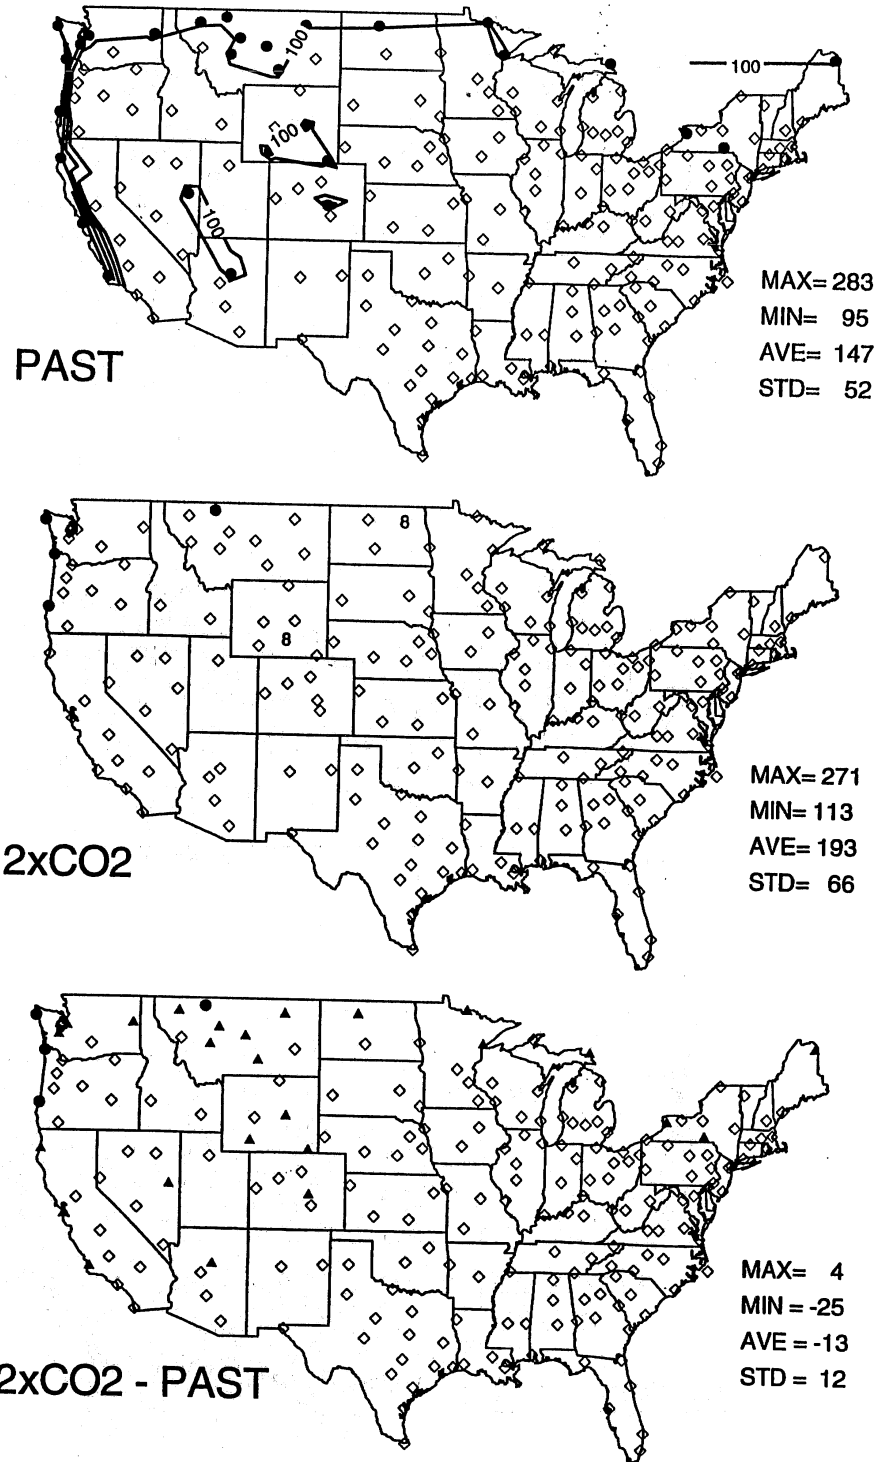 100
100
100
100
PAST
MAX= 283
MIN= 95
AVE= 147
STD= 52
8
8
2xCO2
MAX= 271
MIN= 113
AVE= 193
STD= 66
2xCO2 - PAST
MAX= 4
MIN = -25
AVE = -13
STD = 12